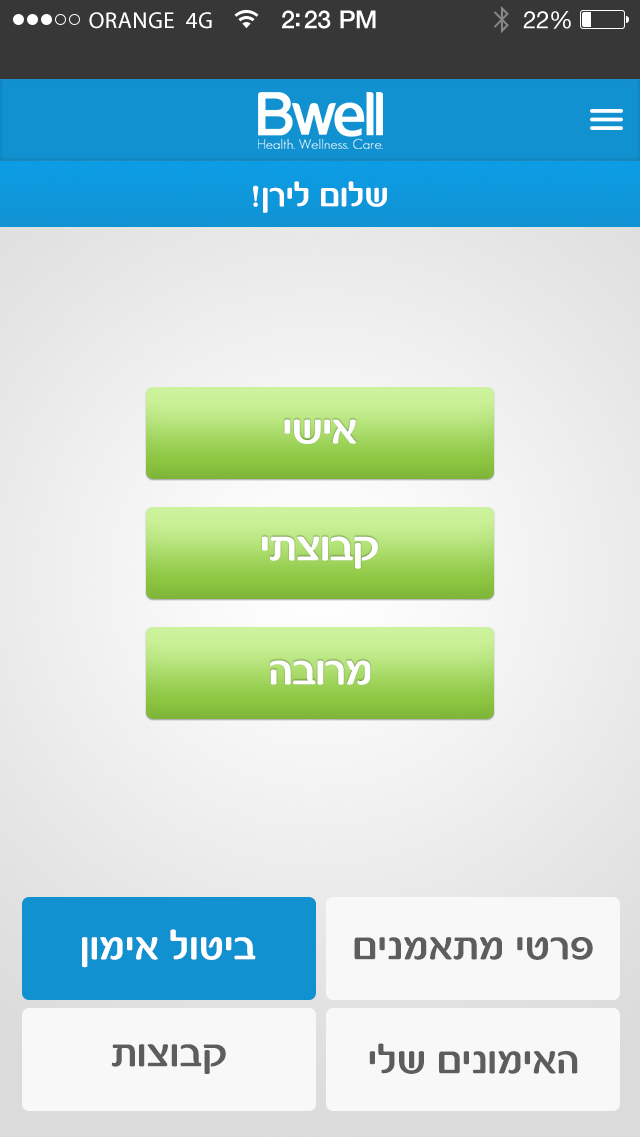 ORANGE 4G 2:23 PM 22%
Bwell
Health. Wellness. Care.
שלום לירן!
אישי
קבוצתי
מרובה
פרטי מתאמנים
ביטול אימון
האימונים שלי
קבוצות